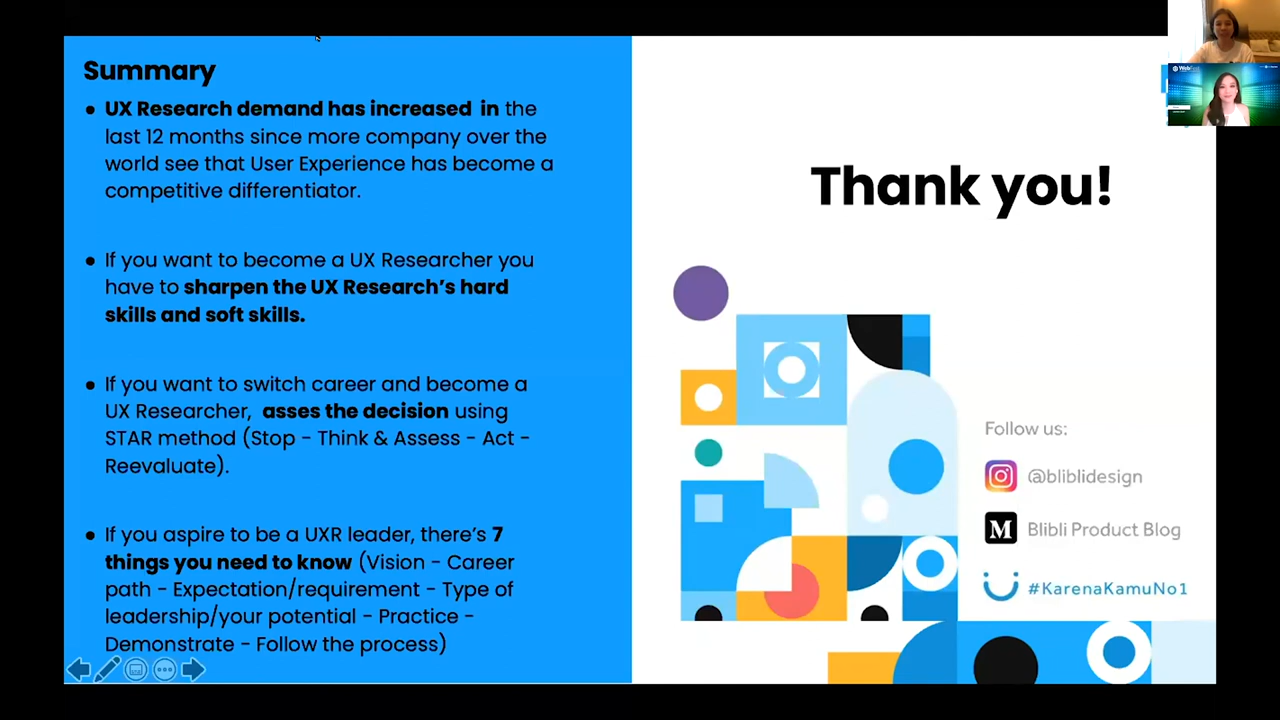 Summary
● UX Research demand has increased in the
last 12 months since more company over the
world see that User Experience has become a
competitive differentiator.
● If you want to become a UX Researcher you
have to sharpen the UX Research's hard
skills and soft skills.
● If you want to switch career and become a
UX Researcher, asses the decision using
STAR method (Stop - Think & Assess - Act -
Reevaluate).
● If you aspire to be a UXR leader, there's 7
things you need to know (Vision - Career
path - Expectation/requirement - Type of
leadership/your potential - Practice -
Demonstrate - Follow the process)
Thank you!
Follow us:
@bliblidesign
M Blibli Product Blog
#KarenaKamuNo1